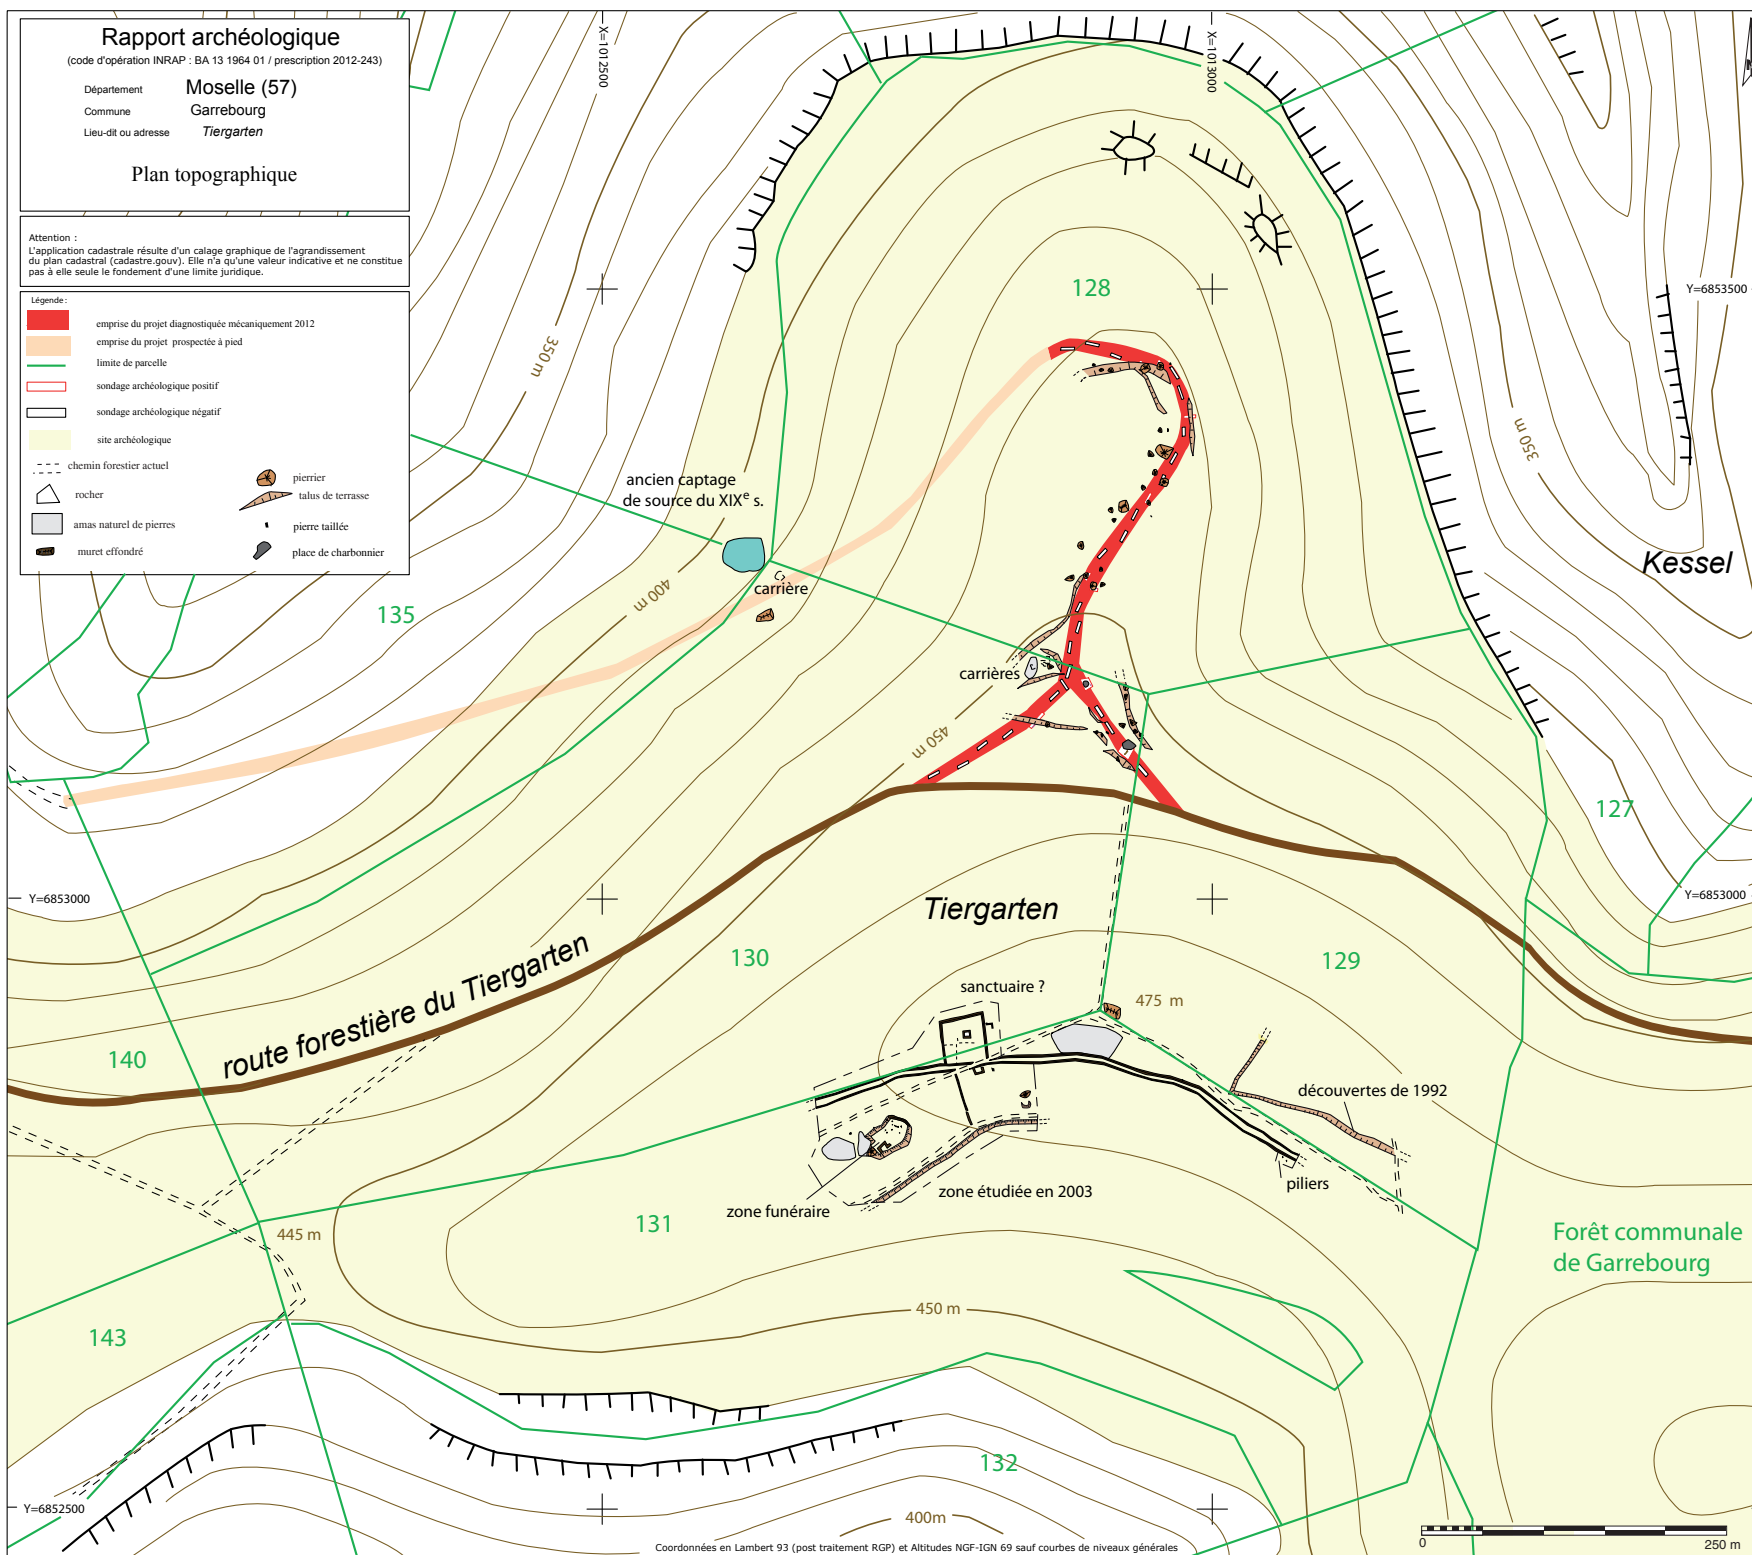 Rapport archéologique
(code d'opération INRAP : BA 13 1964 01 / prescription 2012-243)
Département Moselle (57)
Commune Garrebourg
Lieu-dit ou adresse Tiergarten
Plan topographique
Attention :
L'application cadastrale résulte d'un calage graphique de l'agrandissement
du plan cadastral (cadastre.gouv). Elle n'a qu'une valeur indicative et ne constitue
pas à elle seule le fondement d'une limite juridique.
Légende :
emprise du projet diagnostiquée mécaniquement 2012
emprise du projet prospectée à pied
limite de parcelle
sondage archéologique positif
sondage archéologique négatif
site archéologique
chemin forestier actuel
rocher
amas naturel de pierres
muret effondré
pierrier
talus de terrasse
pierre taillée
place de charbonnier
X=1012500
X=1013000
N
128
Y=6853500
350 m
350 m
ancien captage
de source du XIXe s.
carrière
400 m
Kessel
135
carrières
450 m
127
Y=6853000
Y=6853000
Tiergarten
130
129
route forestière du Tiergarten
sanctuaire ?
475 m
140
découvertes de 1992
piliers
zone étudiée en 2003
zone funéraire
131
445 m
Forêt communale
de Garrebourg
450 m
143
132
Y=6852500
400m
Coordonnées en Lambert 93 (post traitement RGP) et Altitudes NGF-IGN 69 sauf courbes de niveaux générales
0 250 m